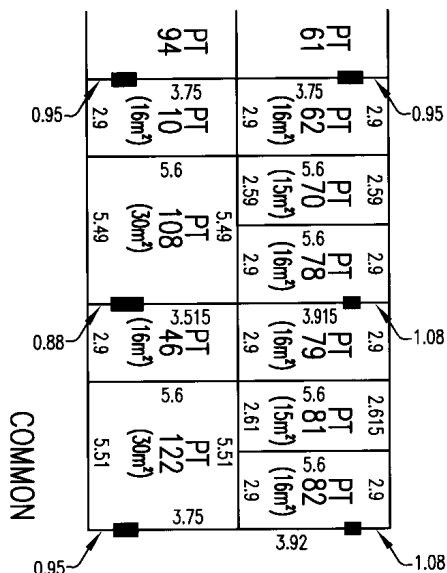 PT
94
PT
61
0.95
3.75
3.75
0.95
PT
10
(16m²)
2.9
PT
62
(16m²)
2.9
2.9
5.6
5.6
PT
70
(15m²)
2.59
2.59
PT
108
(30m²)
5.49
5.49
5.6
PT
78
(16m²)
2.9
2.9
0.88
3.515
3.915
1.08
PT
46
(16m²)
2.9
PT
79
(16m²)
2.9
2.9
5.6
5.6
PT
81
(15m²)
2.61
2.615
PT
122
(30m²)
5.51
5.51
5.6
PT
82
(16m²)
2.9
2.9
0.95
3.75
3.92
1.08
COMMON